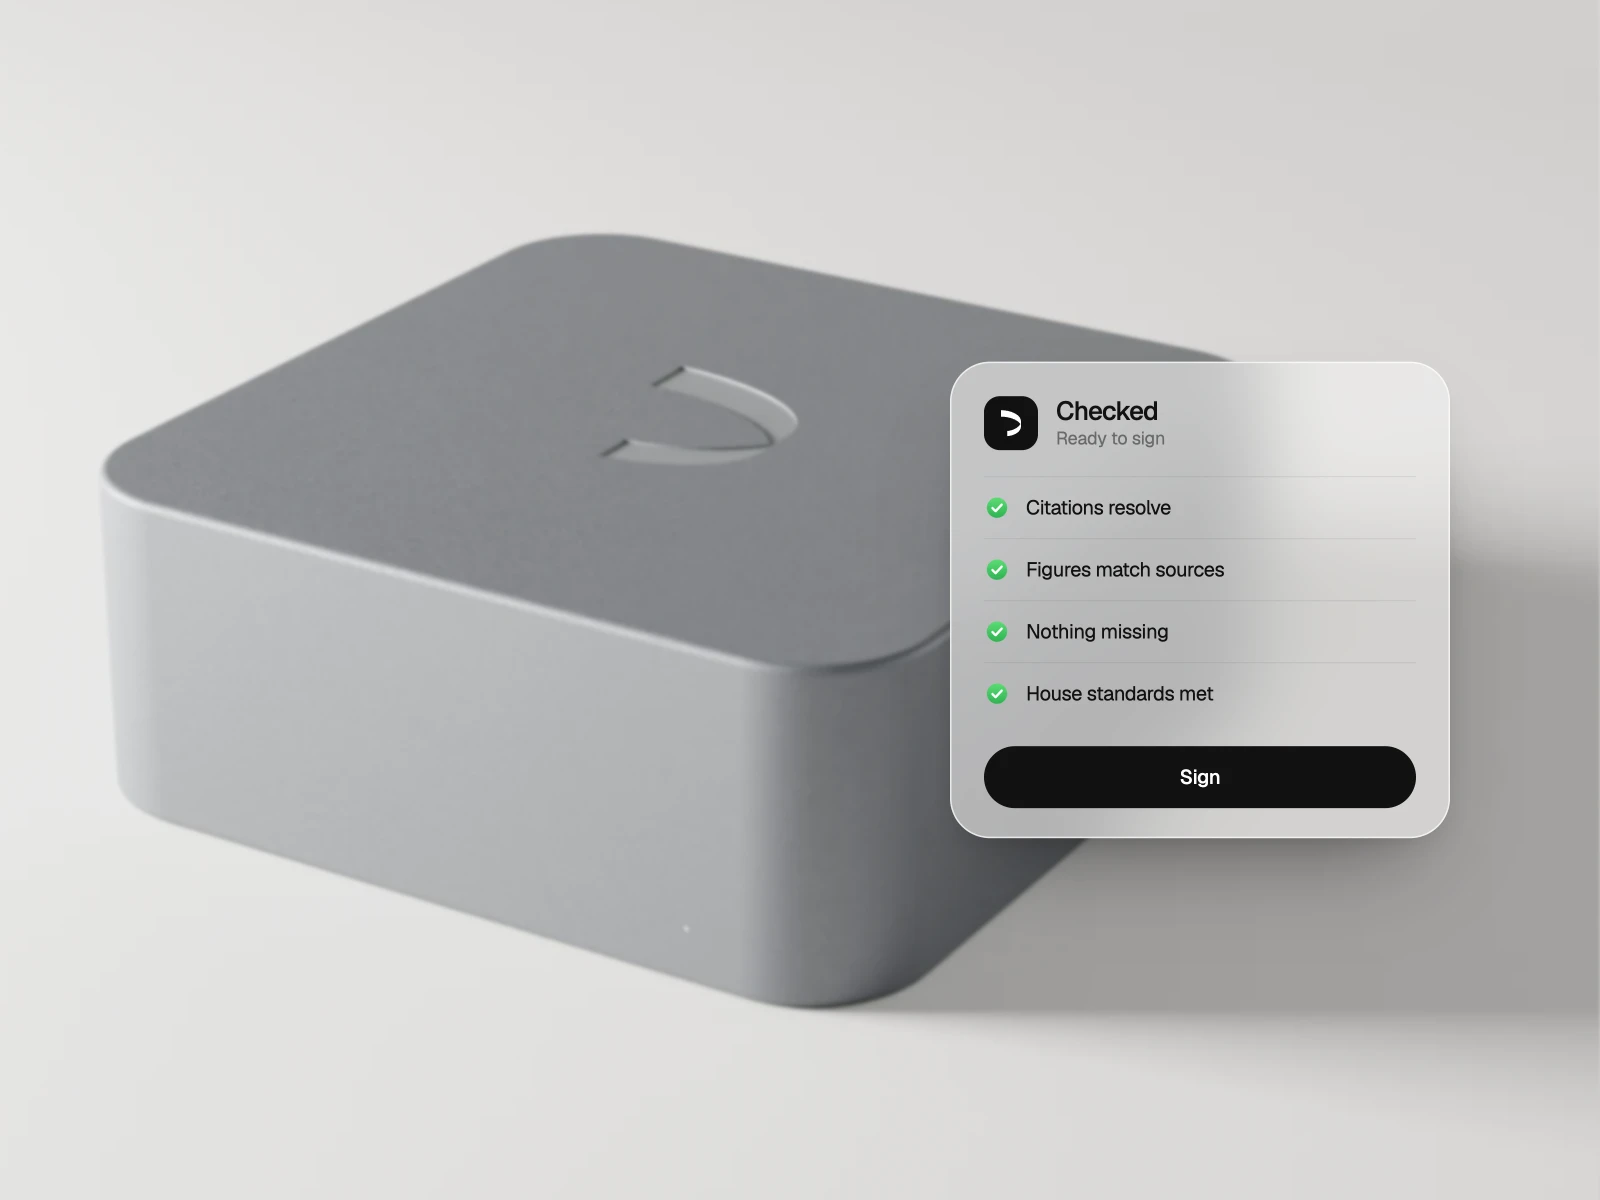 Checked
Ready to sign
Citations resolve
Figures match sources
Nothing missing
House standards met
Sign